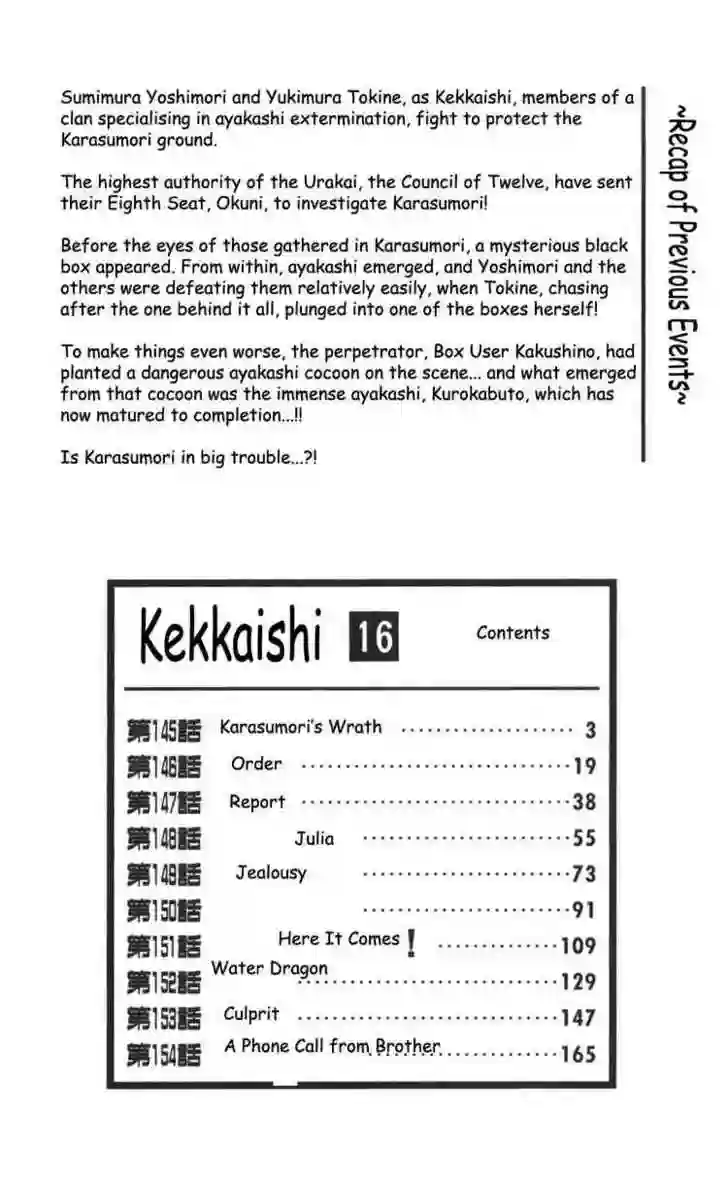 Sumimura Yoshimori and Yukimura Tokine, as Kekkaishi, members of a
clan specialising in ayakashi extermination, fight to protect the
Karasumori ground.
The highest authority of the Urakai, the Council of Twelve, have sent
their Eighth Seat, Okuni, to investigate Karasumori!
Before the eyes of those gathered in Karasumori, a mysterious black
box appeared. From within, ayakashi emerged, and Yoshimori and the
others were defeating them relatively easily, when Tokine, chasing
after the one behind it all, plunged into one of the boxes herself!
To make things even worse, the perpetrator, Box User Kakushino, had
planted a dangerous ayakashi cocoon on the scene... and what emerged
from that cocoon was the immense ayakashi, Kurokabuto, which has
now matured to completion...!!
Is Karasumori in big trouble...?!
~Recap of Previous Events~
Kekkaishi 16 Contents
第145話 Karasumori's Wrath 3
第146話 Order 19
第147話 Report 38
第148話 Julia 55
第149話 Jealousy 73
第150話 91
第151話 Here It Comes! 109
第152話 Water Dragon 129
第153話 Culprit 147
第154話 A Phone Call from Brother 165